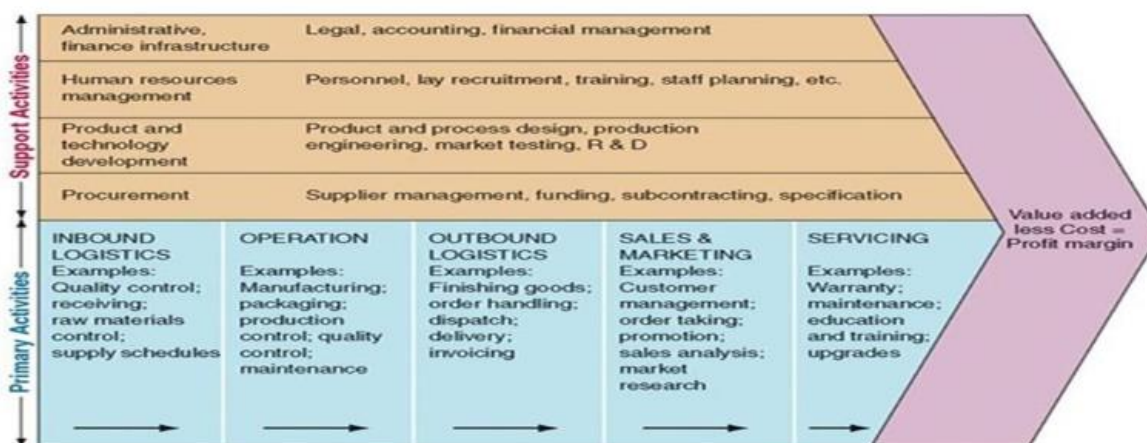 Support Activities
Administrative,
finance infrastructure
Legal, accounting, financial management
Human resources
management
Personnel, lay recruitment, training, staff planning, etc.
Product and
technology
development
Product and process design, production
engineering, market testing, R & D
Procurement
Supplier management, funding, subcontracting, specification
Primary Activities
INBOUND
LOGISTICS
Examples:
Quality control;
receiving;
raw materials
control;
supply schedules
OPERATION
Examples:
Manufacturing;
packaging;
production
control; quality
control;
maintenance
OUTBOUND
LOGISTICS
Examples:
Finishing goods;
order handling;
dispatch;
delivery;
invoicing
SALES &
MARKETING
Examples:
Customer
management;
order taking;
promotion;
sales analysis;
market
research
SERVICING
Examples:
Warranty;
maintenance;
education
and training;
upgrades
Value added
less Cost =
Profit margin